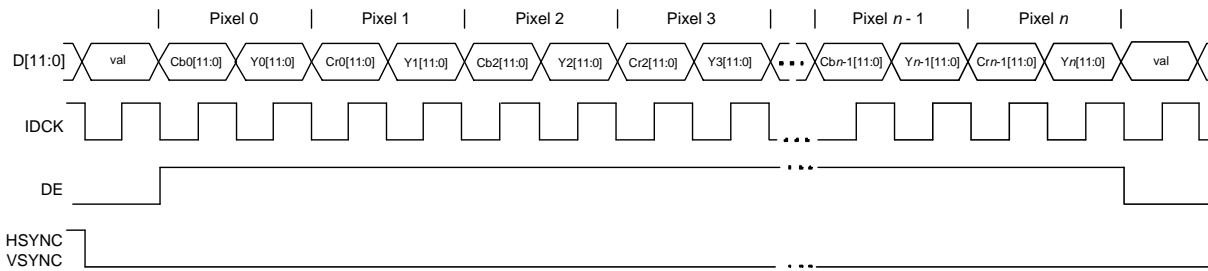 Pixel 0 Pixel 1 Pixel 2 Pixel 3 Pixel n - 1 Pixel n
D[11:0] val Cb0[11:0] Y0[11:0] Cr0[11:0] Y1[11:0] Cb2[11:0] Y2[11:0] Cr2[11:0] Y3[11:0] Cbn-1[11:0] Yn-1[11:0] Crn-1[11:0] Yn[11:0] val
IDCK
DE
HSYNC
VSYNC